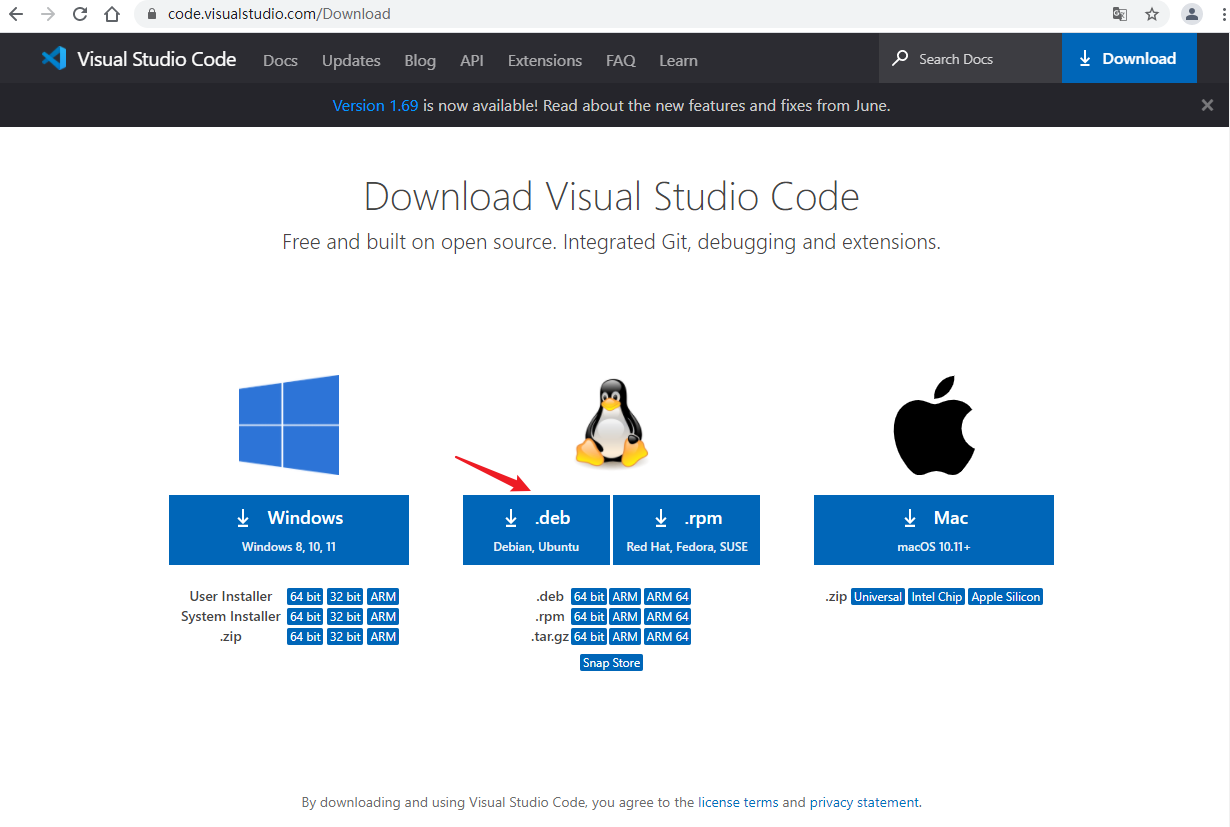 code.visualstudio.com/Download
Visual Studio Code Docs Updates Blog API Extensions FAQ Learn Search Docs Download
Version 1.69 is now available! Read about the new features and fixes from June.
Download Visual Studio Code
Free and built on open source. Integrated Git, debugging and extensions.
Windows
Windows 8, 10, 11
User Installer 64 bit 32 bit ARM
System Installer 64 bit 32 bit ARM
.zip 64 bit 32 bit ARM
.deb
Debian, Ubuntu
.rpm
Red Hat, Fedora, SUSE
.deb 64 bit ARM ARM 64
.rpm 64 bit ARM ARM 64
.tar.gz 64 bit ARM ARM 64
Snap Store
Mac
macOS 10.11+
.zip Universal Intel Chip Apple Silicon
By downloading and using Visual Studio Code, you agree to the license terms and privacy statement.